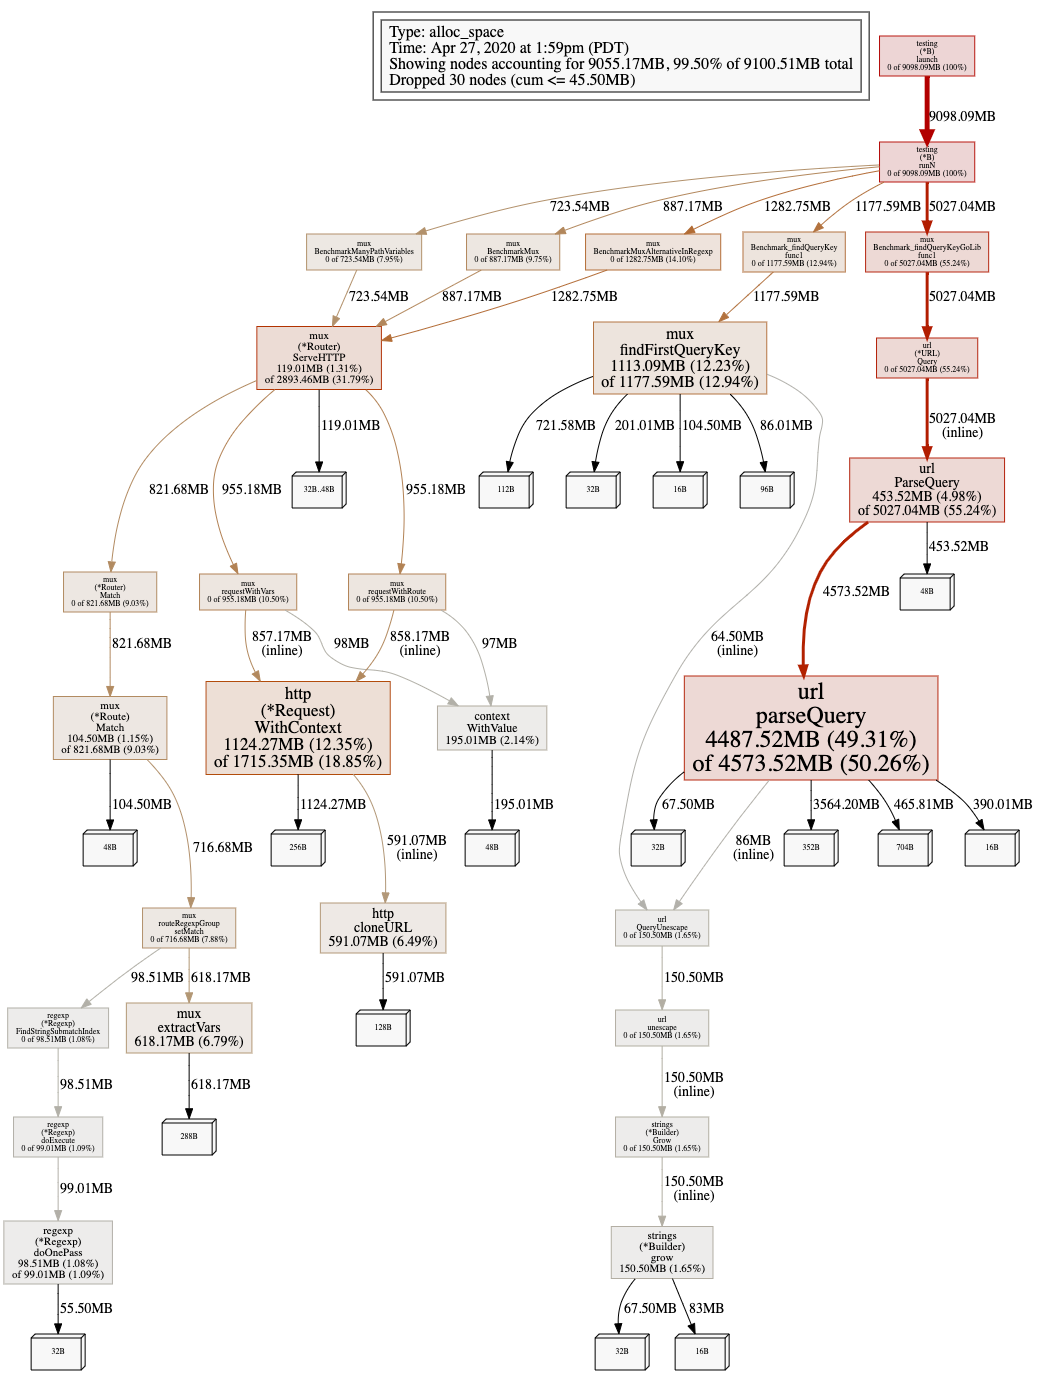 Type: alloc_space
Time: Apr 27, 2020 at 1:59pm (PDT)
Showing nodes accounting for 9055.17MB, 99.50% of 9100.51MB total
Dropped 30 nodes (cum <= 45.50MB)
testing
(*B)
launch
0 of 9098.09MB (100%)
9098.09MB
testing
(*B)
runN
0 of 9098.09MB (100%)
723.54MB
887.17MB
1282.75MB
1177.59MB
5027.04MB
mux
BenchmarkManyPathVariables
0 of 723.54MB (7.95%)
mux
BenchmarkMux
0 of 887.17MB (9.75%)
mux
BenchmarkMuxAlternativeInRegexp
0 of 1282.75MB (14.10%)
mux
Benchmark_findQueryKey
func1
0 of 1177.59MB (12.94%)
mux
Benchmark_findQueryKeyGoLib
func1
0 of 5027.04MB (55.24%)
723.54MB
887.17MB
1282.75MB
1177.59MB
5027.04MB
mux
(*Router)
ServeHTTP
119.01MB (1.31%)
of 2893.46MB (31.79%)
mux
findFirstQueryKey
1113.09MB (12.23%)
of 1177.59MB (12.94%)
url
(*URL)
Query
0 of 5027.04MB (55.24%)
5027.04MB
(inline)
821.68MB
955.18MB
119.01MB
955.18MB
721.58MB
201.01MB
104.50MB
86.01MB
32B..48B
112B
32B
16B
96B
url
ParseQuery
453.52MB (4.98%)
of 5027.04MB (55.24%)
453.52MB
4573.52MB
48B
mux
(*Router)
Match
0 of 821.68MB (9.03%)
mux
requestWithVars
0 of 955.18MB (10.50%)
mux
requestWithRoute
0 of 955.18MB (10.50%)
821.68MB
857.17MB
(inline)
98MB
858.17MB
(inline)
97MB
64.50MB
(inline)
mux
(*Route)
Match
104.50MB (1.15%)
of 821.68MB (9.03%)
http
(*Request)
WithContext
1124.27MB (12.35%)
of 1715.35MB (18.85%)
context
WithValue
195.01MB (2.14%)
url
parseQuery
4487.52MB (49.31%)
of 4573.52MB (50.26%)
104.50MB
716.68MB
1124.27MB
591.07MB
(inline)
195.01MB
67.50MB
86MB
(inline)
3564.20MB
465.81MB
390.01MB
48B
256B
48B
32B
352B
704B
16B
mux
routeRegexpGroup
setMatch
0 of 716.68MB (7.88%)
http
cloneURL
591.07MB (6.49%)
url
QueryUnescape
0 of 150.50MB (1.65%)
98.51MB
618.17MB
591.07MB
150.50MB
regexp
(*Regexp)
FindStringSubmatchIndex
0 of 98.51MB (1.08%)
mux
extractVars
618.17MB (6.79%)
128B
url
unescape
0 of 150.50MB (1.65%)
98.51MB
618.17MB
150.50MB
(inline)
regexp
(*Regexp)
doExecute
0 of 99.01MB (1.09%)
288B
strings
(*Builder)
Grow
0 of 150.50MB (1.65%)
99.01MB
150.50MB
(inline)
regexp
(*Regexp)
doOnePass
98.51MB (1.08%)
of 99.01MB (1.09%)
strings
(*Builder)
grow
150.50MB (1.65%)
55.50MB
67.50MB
83MB
32B
32B
16B